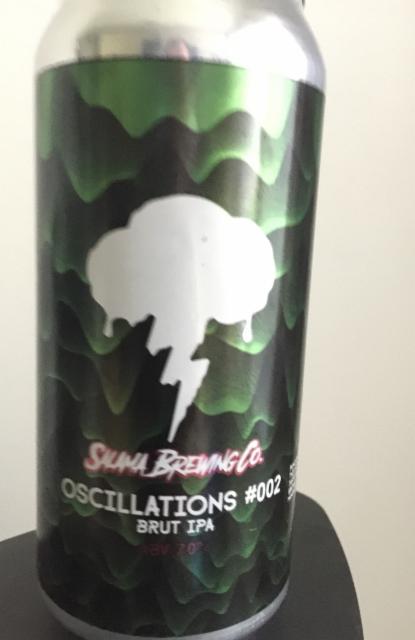 SALAMA BREWING CO.
OSCILLATIONS #002
BRUT IPA
ABV 7.0%